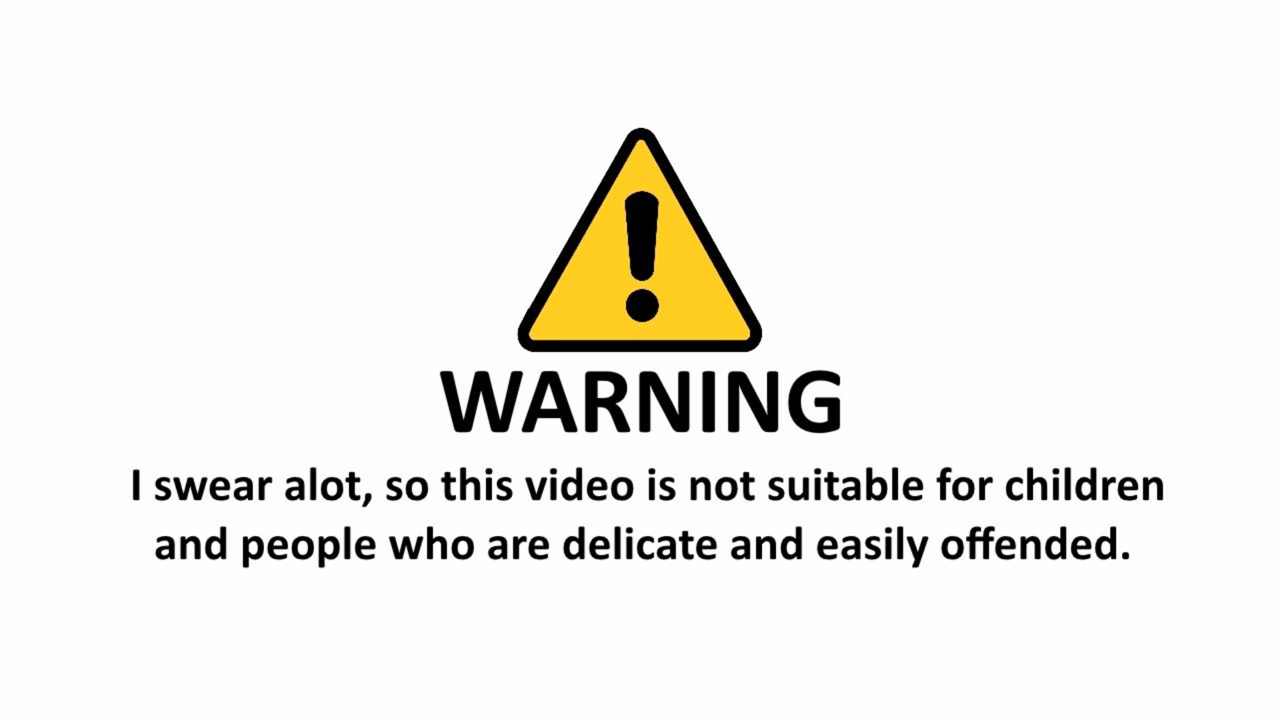 WARNING
I swear alot, so this video is not suitable for children
and people who are delicate and easily offended.